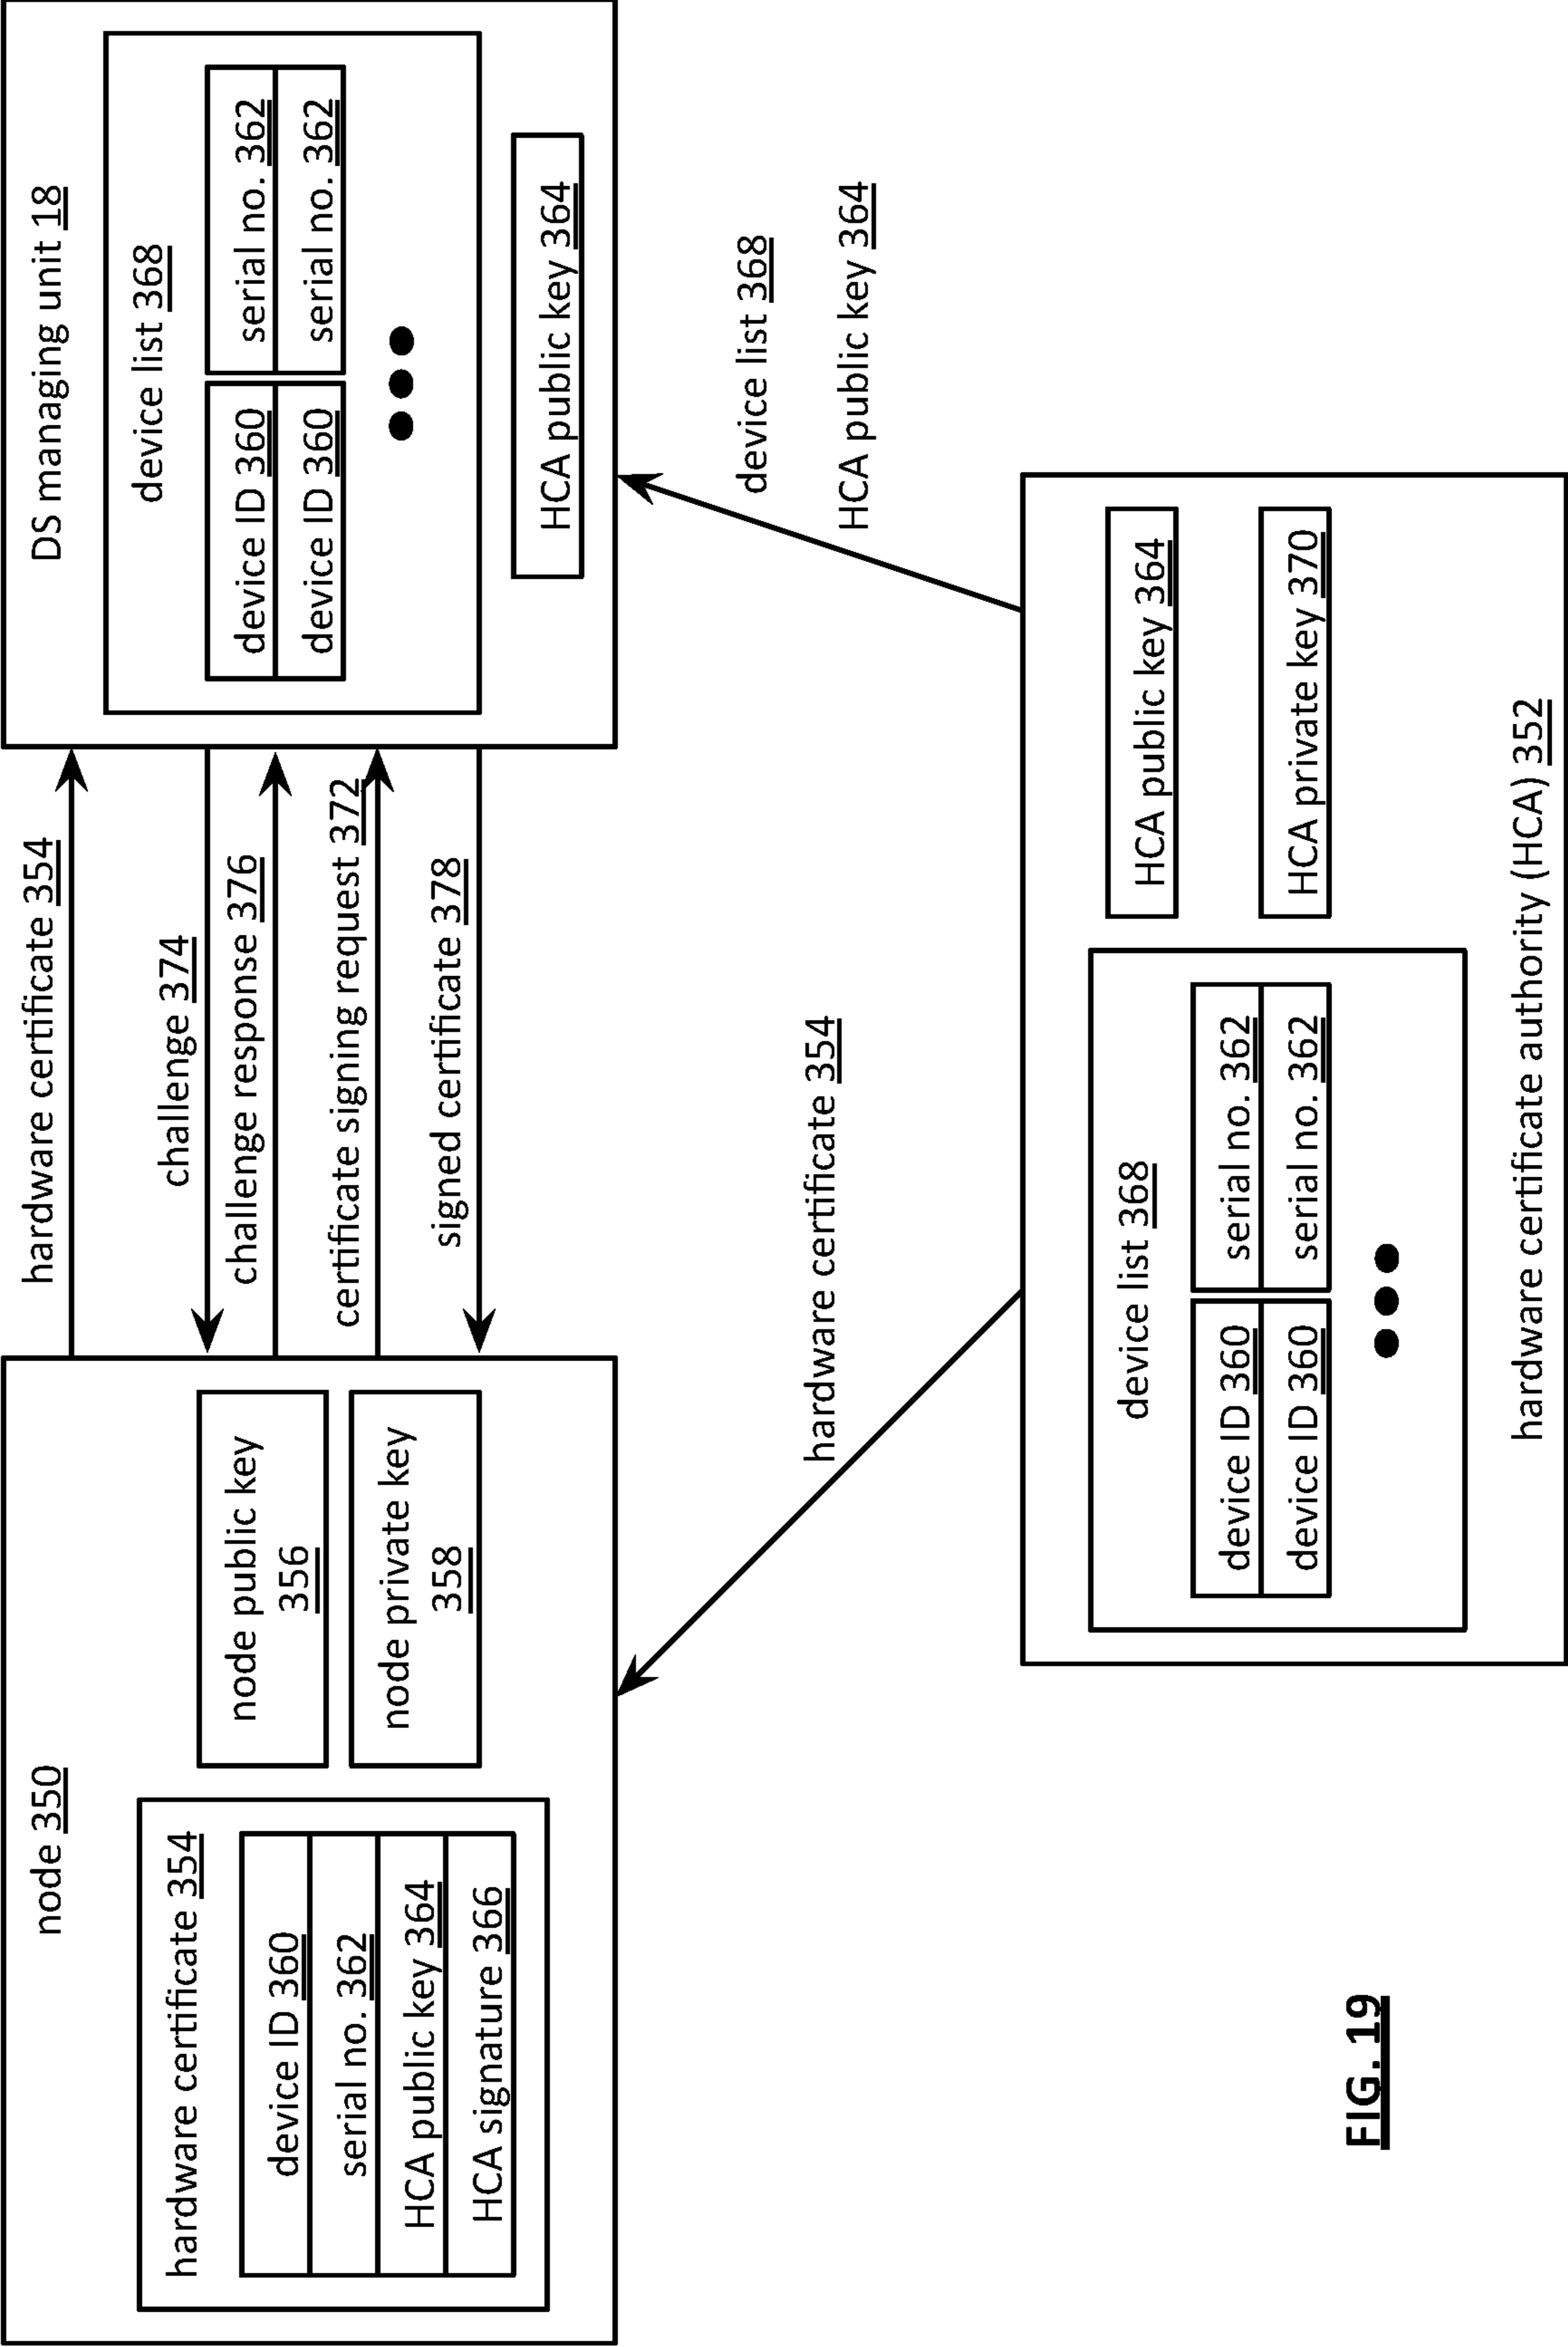 node 350
hardware certificate 354
device ID 360
serial no. 362
HCA public key 364
HCA signature 366
node public key
356
node private key
358
hardware certificate 354
challenge 374
challenge response 376
certificate signing request 372
signed certificate 378
DS managing unit 18
device list 368
device ID 360
serial no. 362
device ID 360
serial no. 362
HCA public key 364
hardware certificate 354
device list 368
HCA public key 364
device list 368
device ID 360
serial no. 362
device ID 360
serial no. 362
HCA public key 364
HCA private key 370
hardware certificate authority (HCA) 352
FIG. 19